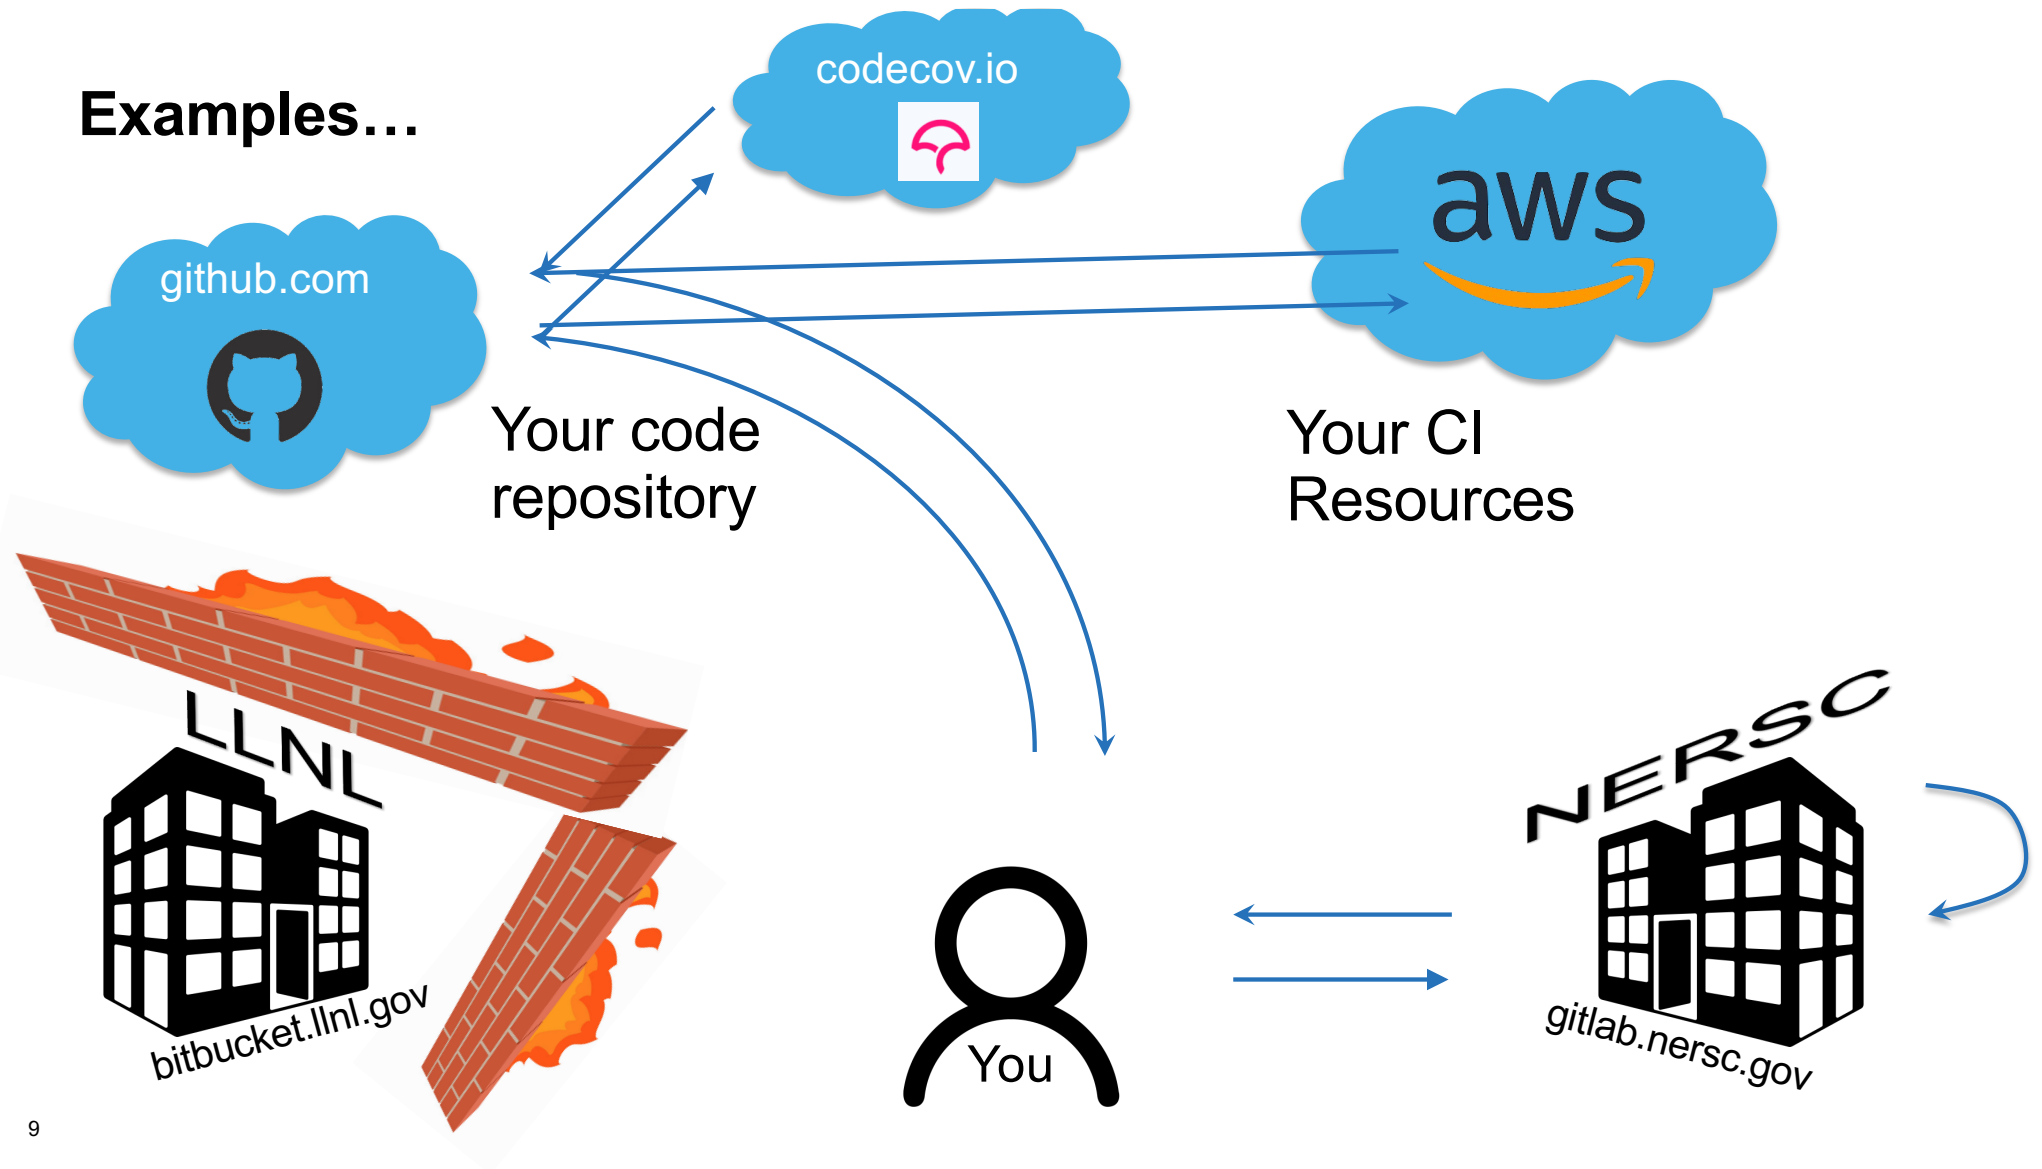 codecov.io
Examples…
aws
github.com
Your code
repository
Your CI
Resources
LLNL
NERSC
bitbucket.llnl.gov
You
gitlab.nersc.gov
9